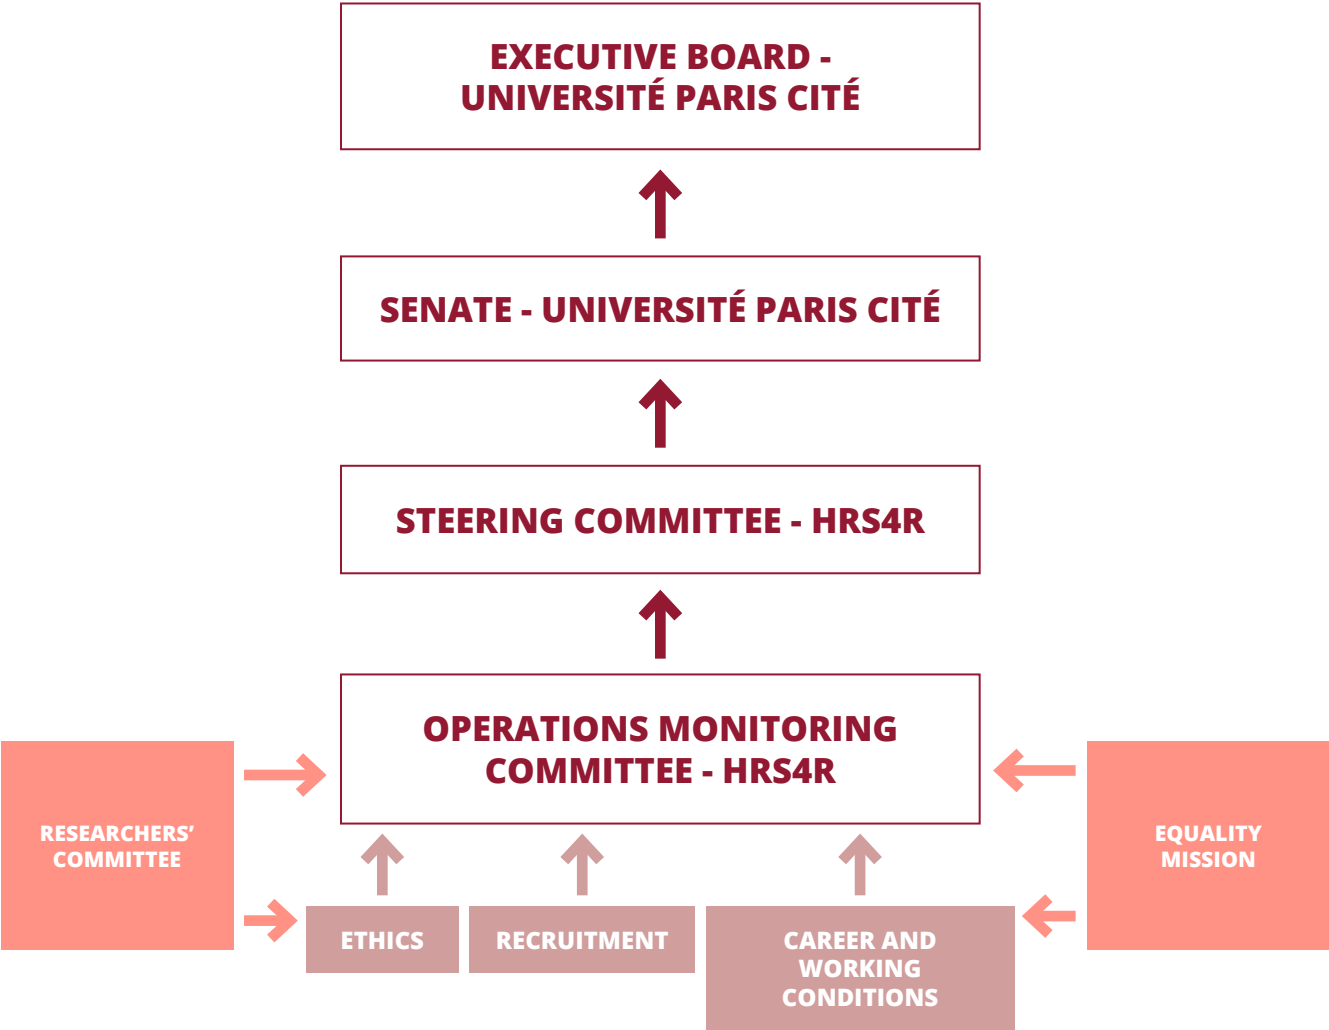 EXECUTIVE BOARD -
UNIVERSITÉ PARIS CITÉ
SENATE - UNIVERSITÉ PARIS CITÉ
STEERING COMMITTEE - HRS4R
OPERATIONS MONITORING
COMMITTEE - HRS4R
RESEARCHERS’
COMMITTEE
EQUALITY
MISSION
ETHICS
RECRUITMENT
CAREER AND
WORKING
CONDITIONS